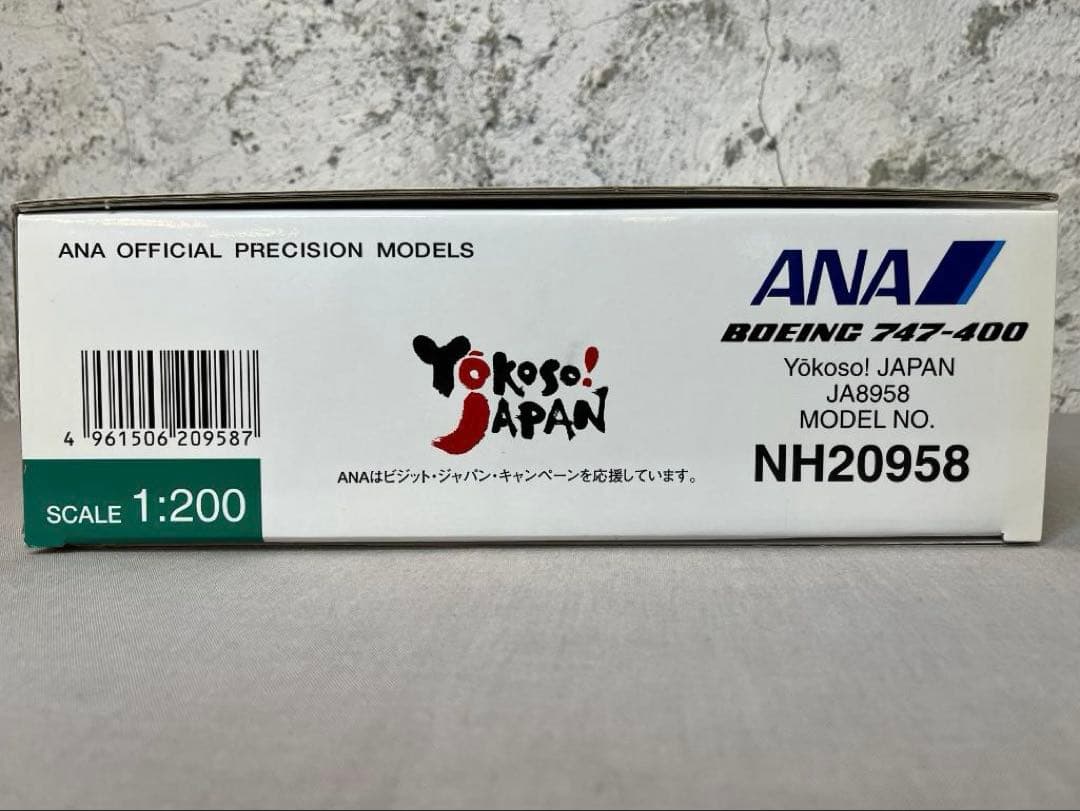 ANA OFFICIAL PRECISION MODELS
ANA
BOEING 747-400
Yōkoso! JAPAN
JA8958
MODEL NO.
NH20958
Yōkoso!
JAPAN
ANAはビジット・ジャパン・キャンペーンを応援しています。
4 961506 209587
SCALE 1:200